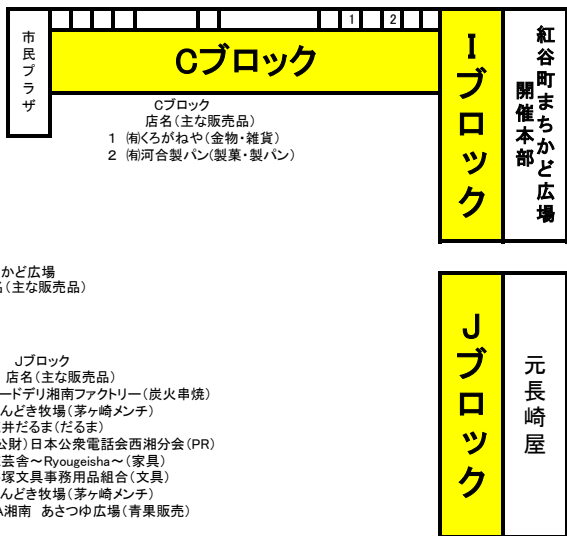 1 2
市民プラザ
Cブロック
Iブロック
紅谷町まちかど広場
開催本部
Cブロック
店名(主な販売品)
1 ㈲くろがねや(金物・雑貨)
2 ㈲河合製パン(製菓・製パン)
かど広場
(主な販売品)
Jブロック
元長崎屋
Jブロック
店名(主な販売品)
ードデリ湘南ファクトリー(炭火串焼)
んどき牧場(茅ヶ崎メンチ)
井だるま(だるま)
公財)日本公衆電話会西湘分会(PR)
芸舎~Ryougeisha~(家具)
塚文具事務用品組合(文具)
んどき牧場(茅ヶ崎メンチ)
湘南 あさつゆ広場(青果販売)